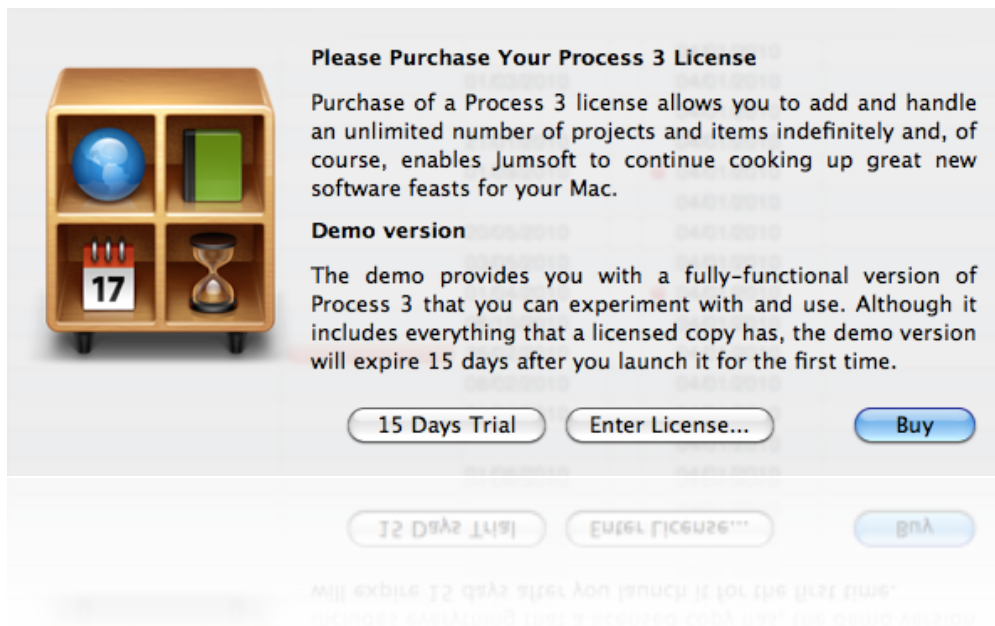 Please Purchase Your Process 3 License
Purchase of a Process 3 license allows you to add and handle
an unlimited number of projects and items indefinitely and, of
course, enables Jumsoft to continue cooking up great new
software feasts for your Mac.
Demo version
The demo provides you with a fully-functional version of
Process 3 that you can experiment with and use. Although it
includes everything that a licensed copy has, the demo version
will expire 15 days after you launch it for the first time.
17
15 Days Trial
Enter License...
Buy